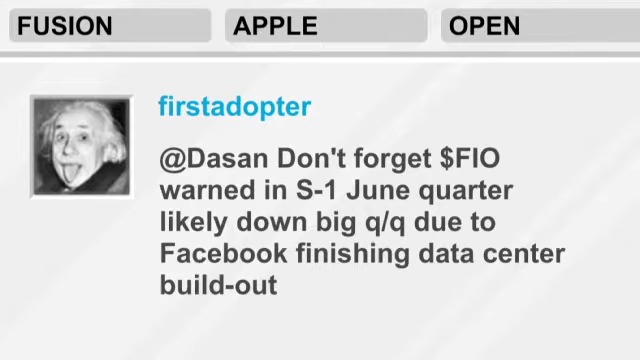 FUSION
APPLE
OPEN
firstadopter
@Dasan Don't forget $FIO
warned in S-1 June quarter
likely down big q/q due to
Facebook finishing data center
build-out